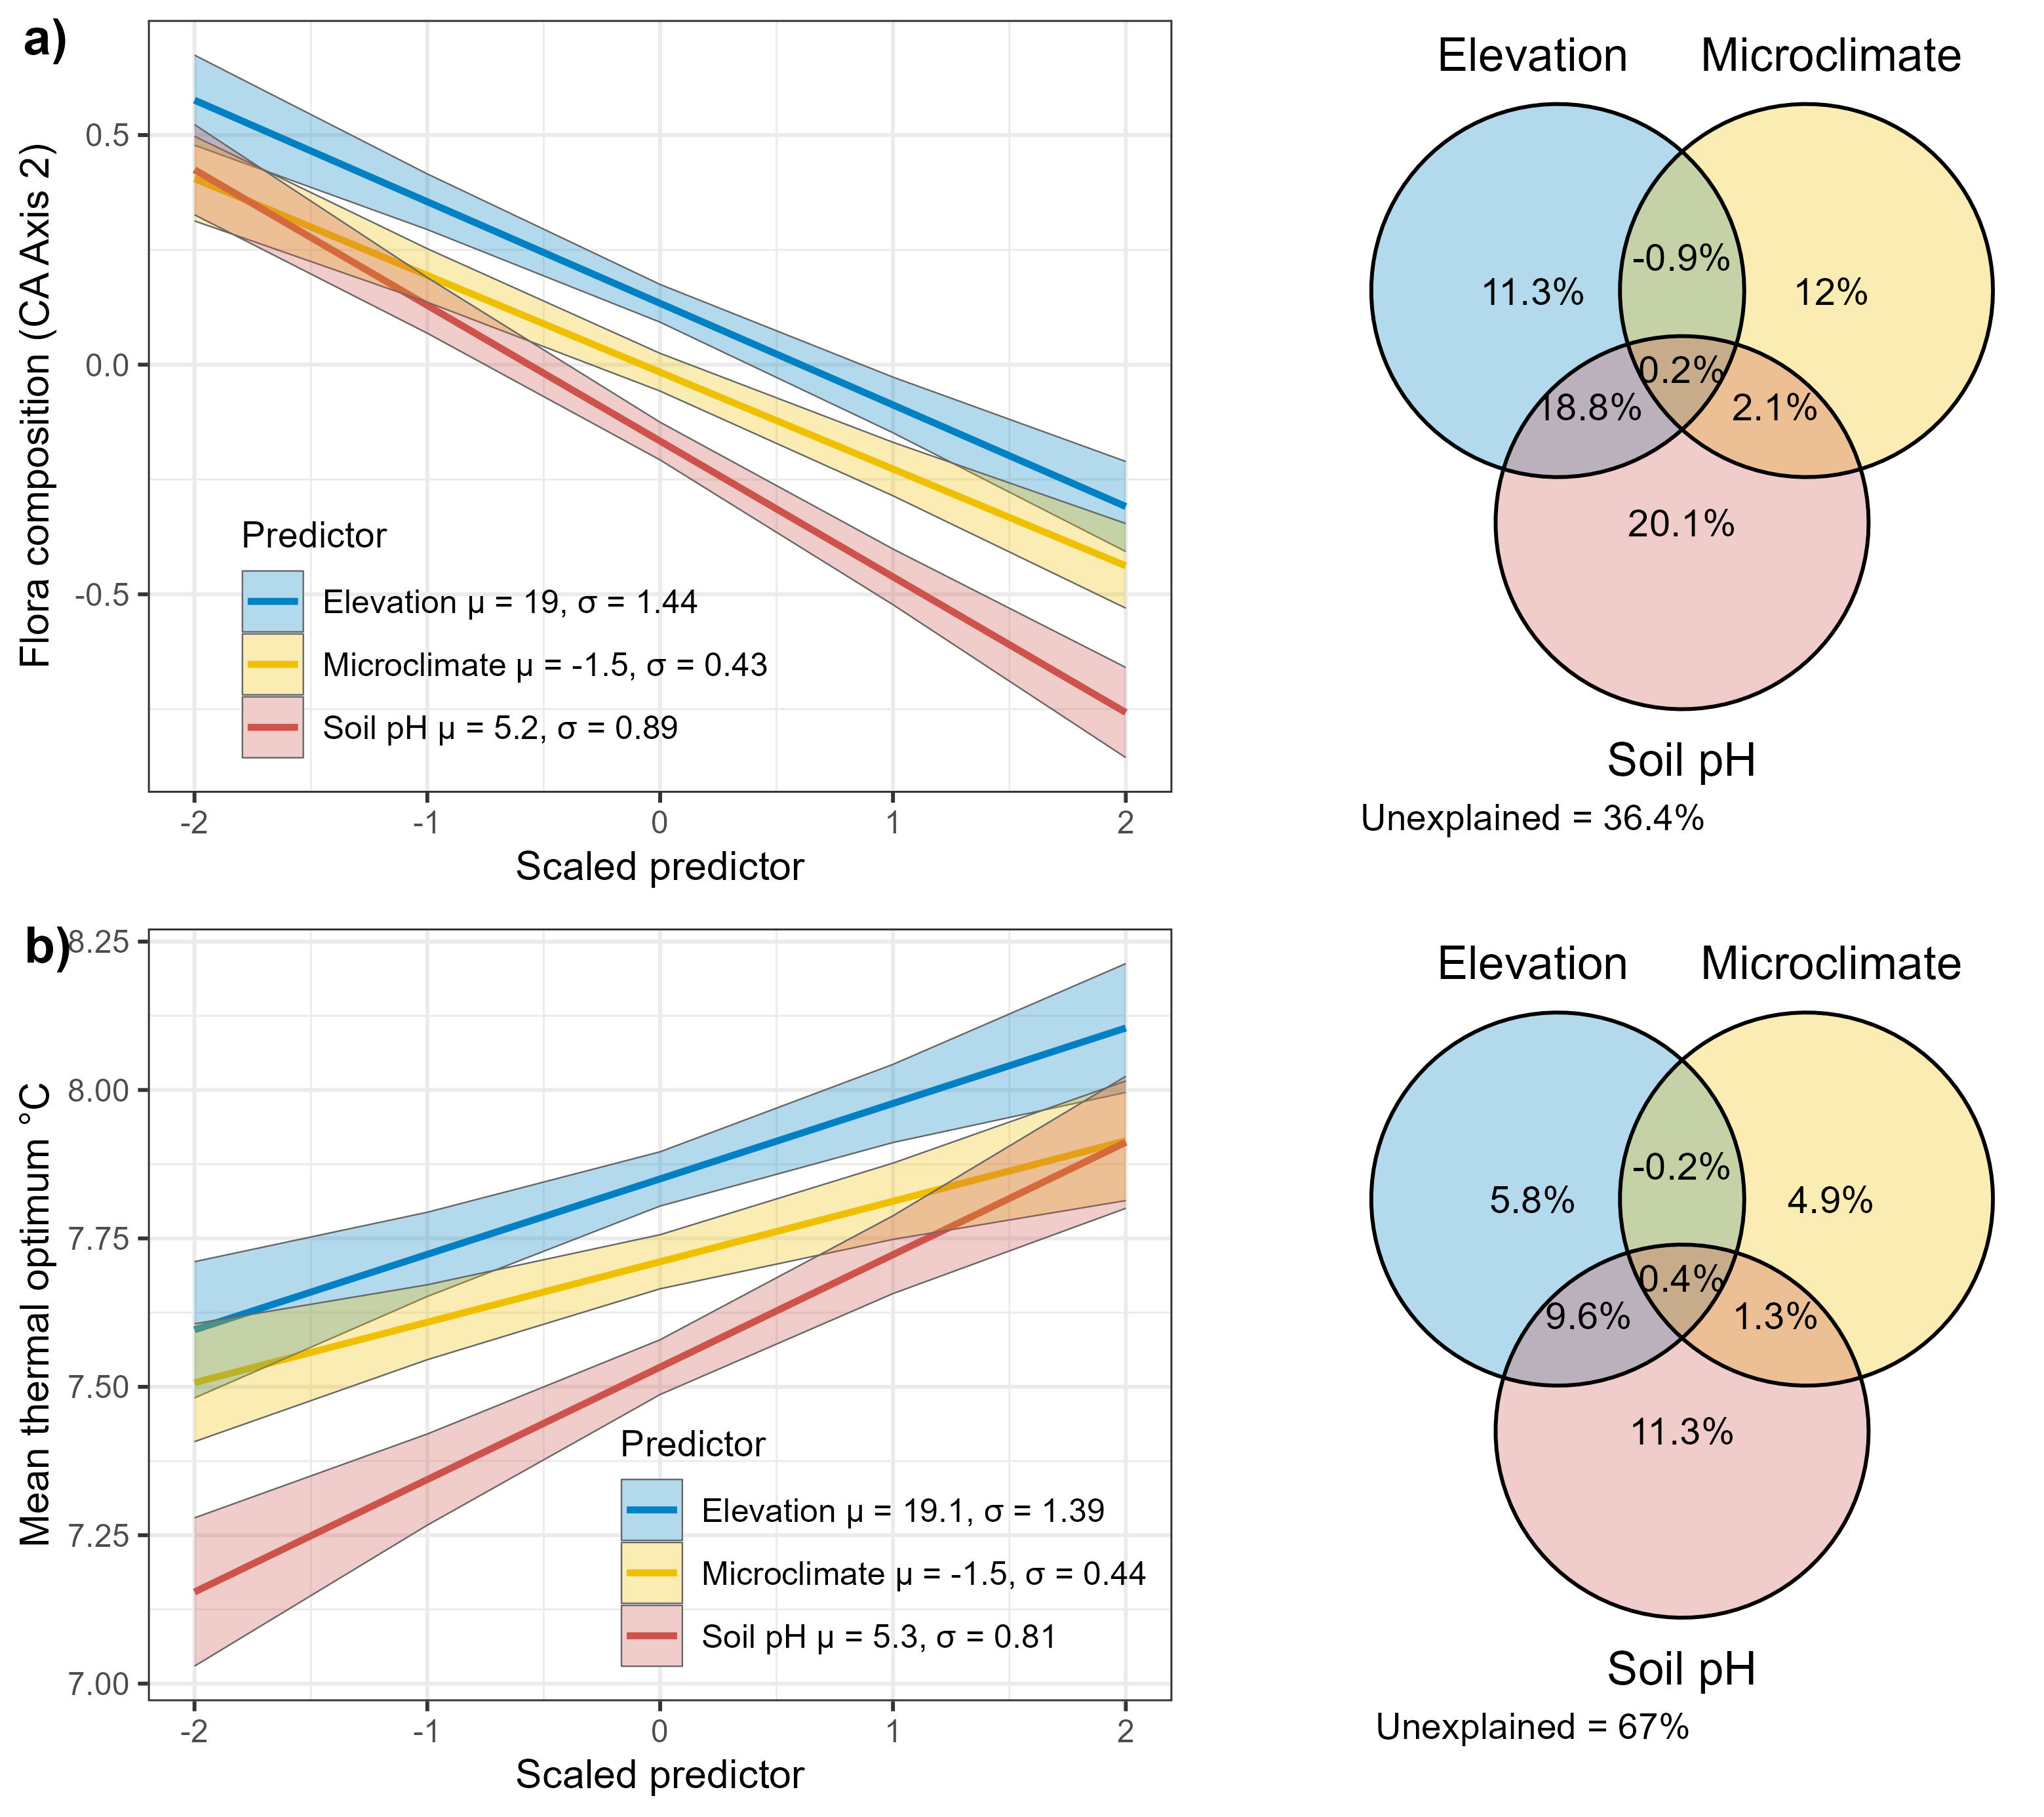 a)
Flora composition (CA Axis 2)
0.5
0.0
-0.5
Predictor
Elevation μ = 19, σ = 1.44
Microclimate μ = -1.5, σ = 0.43
Soil pH μ = 5.2, σ = 0.89
-2 -1 0 1 2
Scaled predictor
Elevation Microclimate
-0.9%
11.3% 12%
0.2%
18.8% 2.1%
20.1%
Soil pH
Unexplained = 36.4%
b)
Mean thermal optimum °C
8.25
8.00
7.75
7.50
7.25
7.00
Predictor
Elevation μ = 19.1, σ = 1.39
Microclimate μ = -1.5, σ = 0.44
Soil pH μ = 5.3, σ = 0.81
-2 -1 0 1 2
Scaled predictor
Elevation Microclimate
-0.2%
5.8% 4.9%
0.4%
9.6% 1.3%
11.3%
Soil pH
Unexplained = 67%